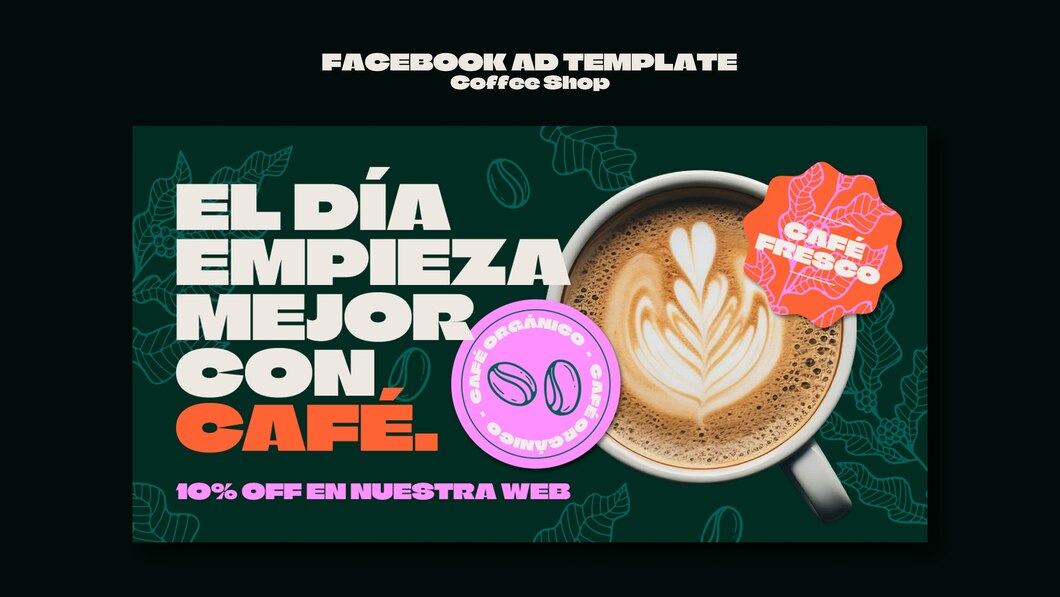 FACEBOOK AD TEMPLATE
Coffee Shop
EL DÍA
EMPIEZA
MEJOR
CON
CAFÉ.
10% OFF EN NUESTRA WEB
CAFÉ ORGÁNICO - CAFÉ ORGÁNICO -
CAFÉ
FRESCO